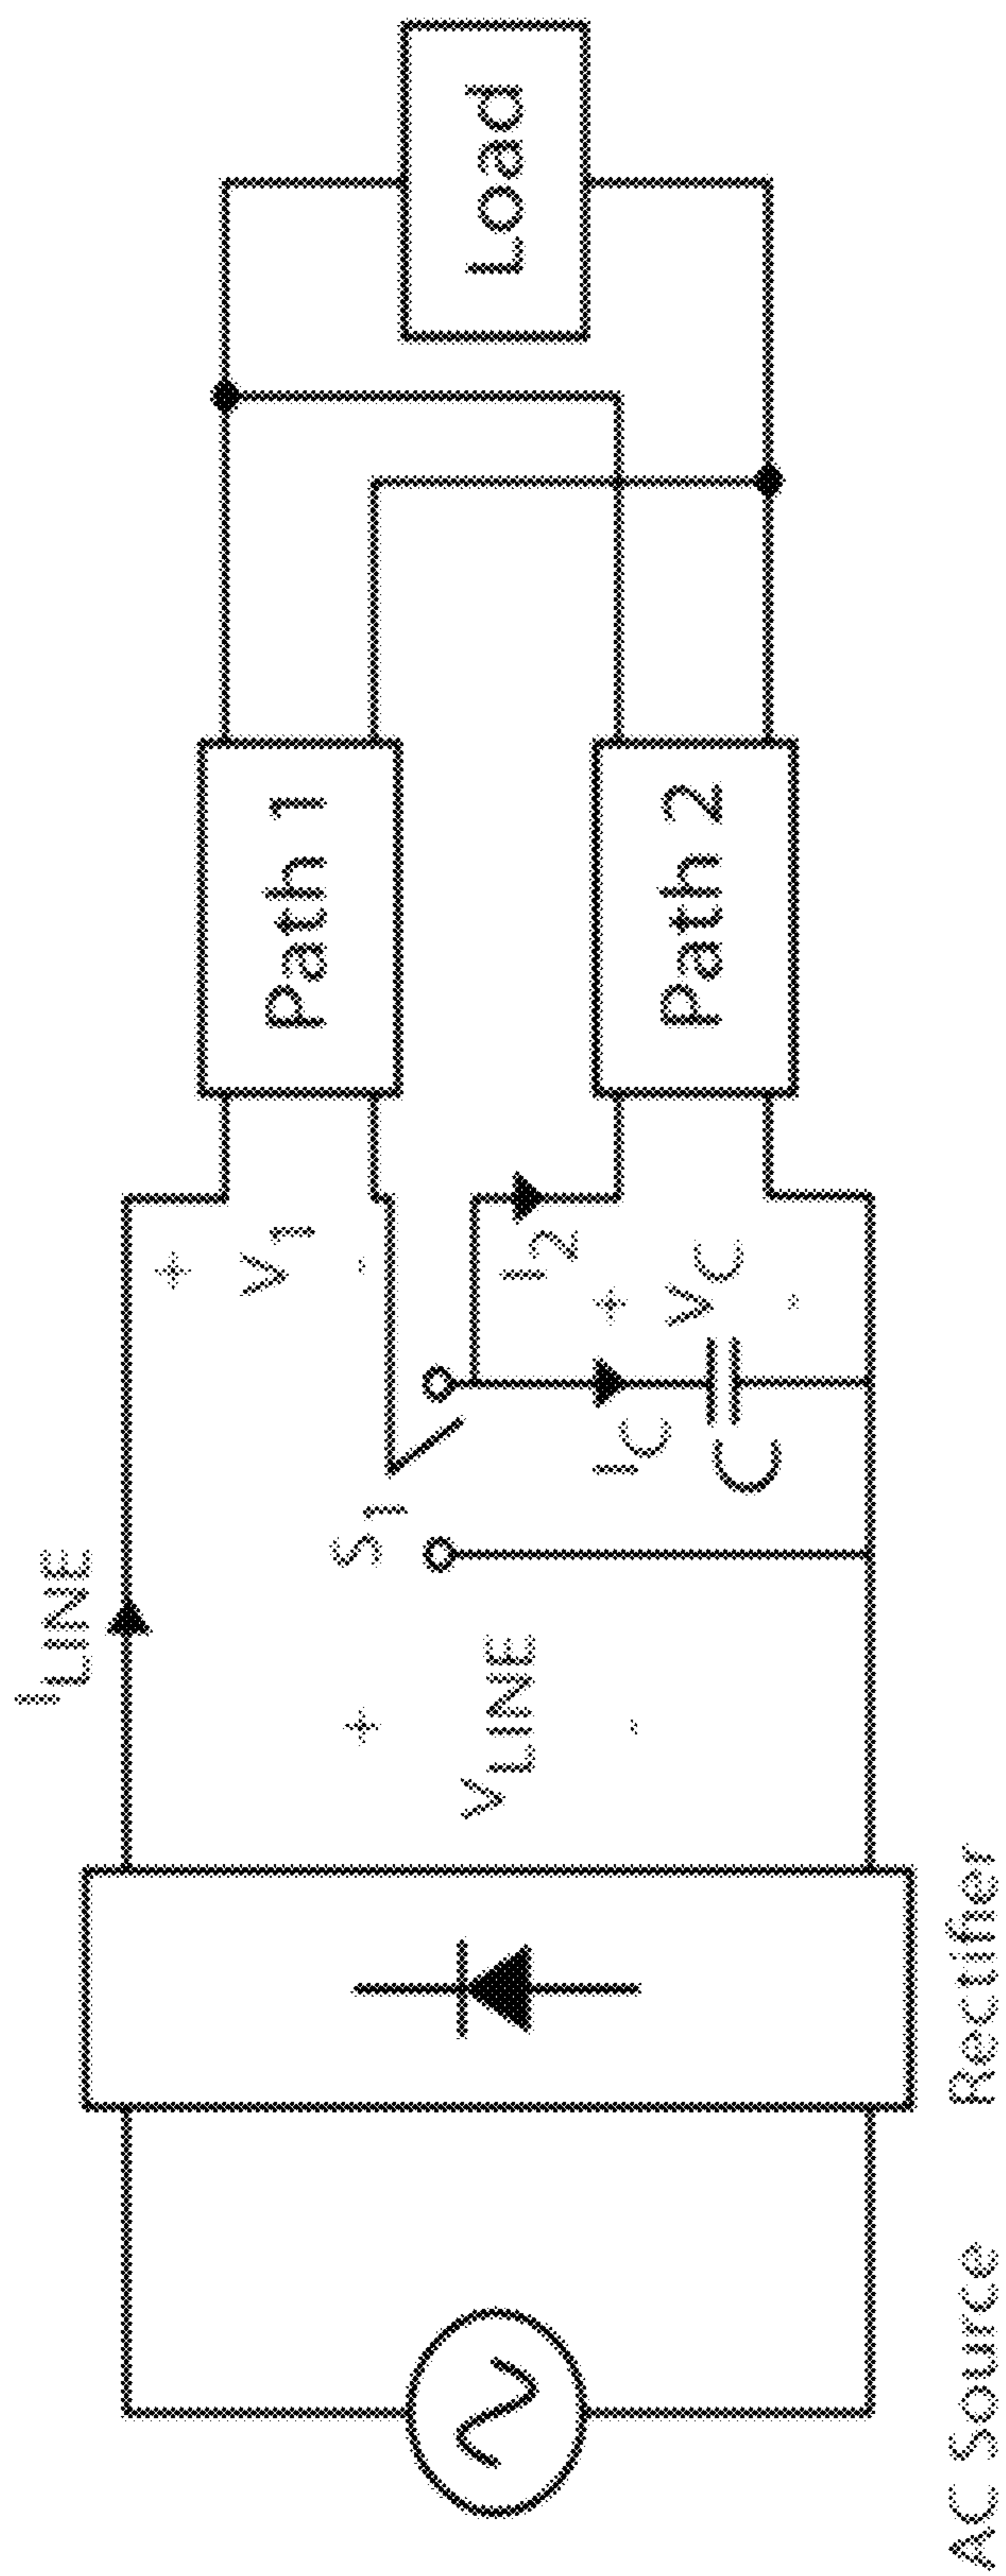 I_LINE
+
V_LINE
-
S_1
+
V_1
-
I_C
C
I_2
+
V_C
-
Path 1
Path 2
Load
AC Source
Rectifier